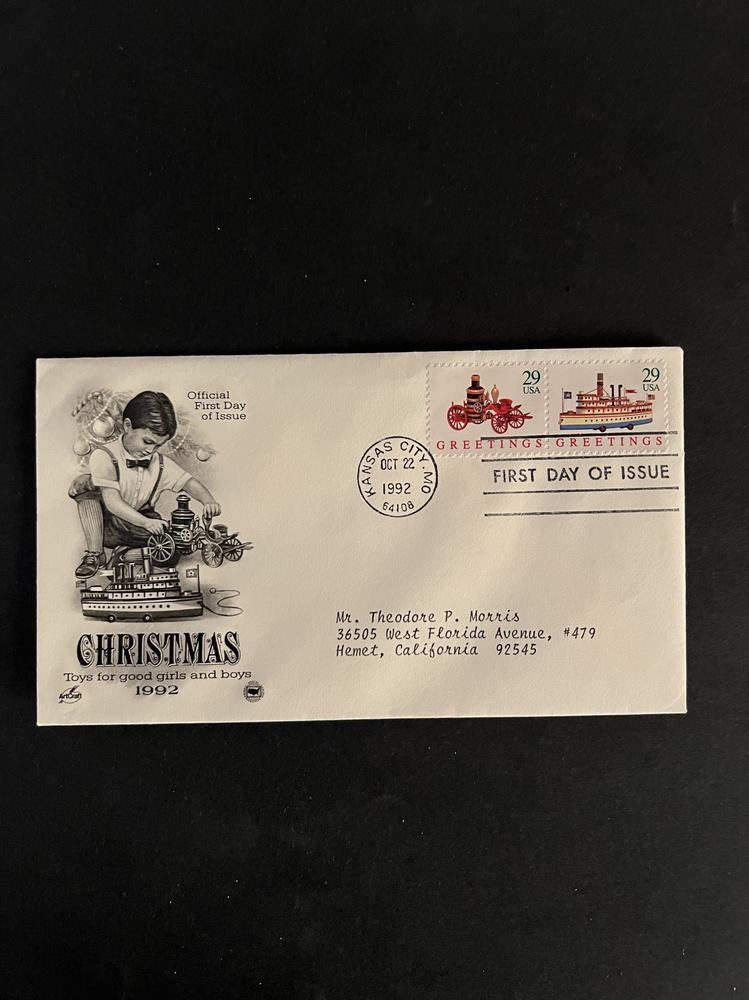 Official
First Day
of Issue
29
USA
GREETINGS
29
USA
GREETINGS
KANSAS CITY, MO
OCT 22
1992
64108
FIRST DAY OF ISSUE
Mr. Theodore P. Morris
36505 West Florida Avenue, #479
Hemet, California 92545
CHRISTMAS
Toys for good girls and boys
1992
ArtCraft